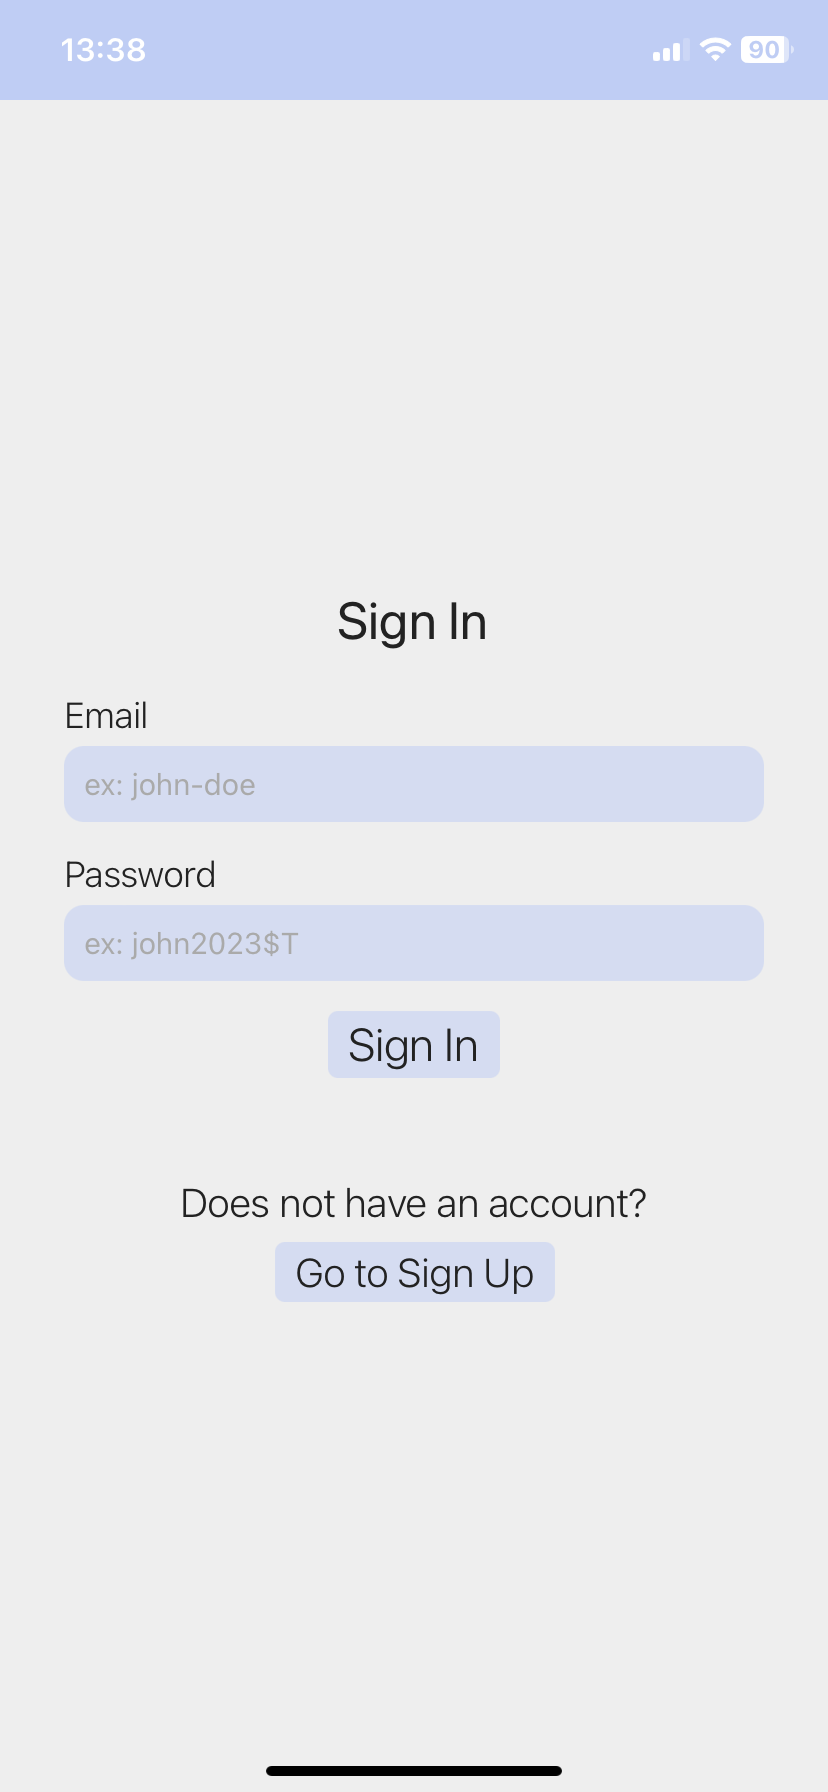 13:38
90
Sign In
Email
ex: john-doe
Password
ex: john2023$T
Sign In
Does not have an account?
Go to Sign Up